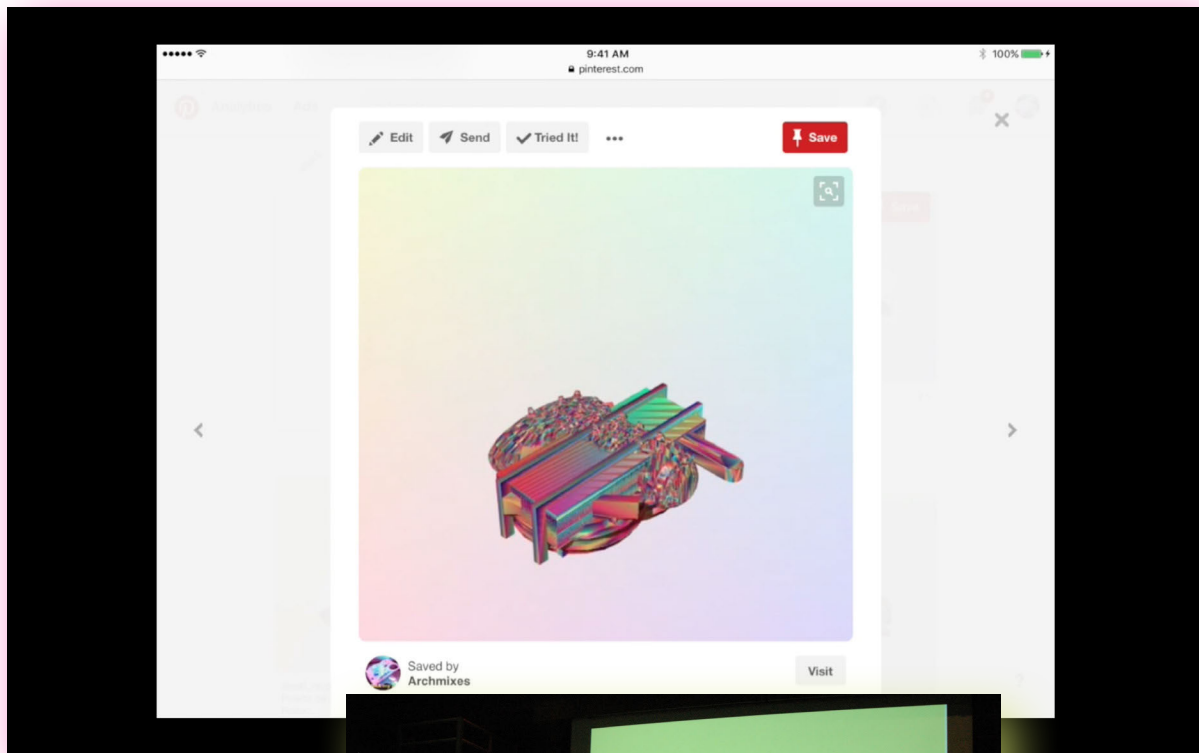 9:41 AM
100%
pinterest.com
Edit
Send
Tried It!
Save
Saved by
Archmixes
Visit